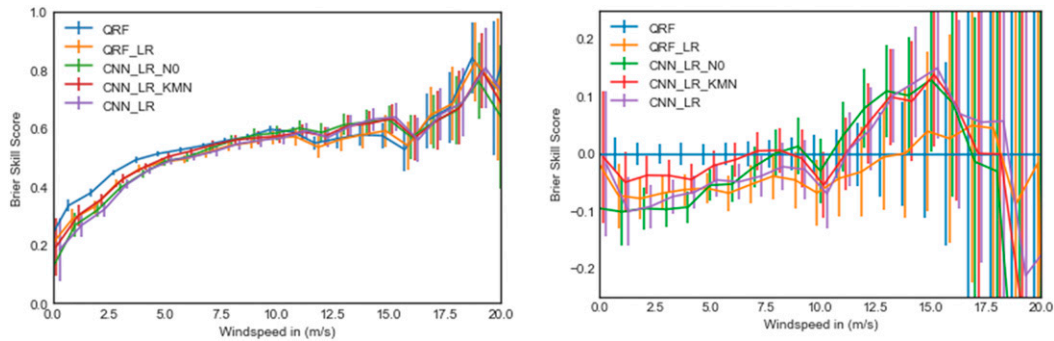 1.0
0.8
0.6
0.4
0.2
0.0
Brier Skill Score
QRF
QRF_LR
CNN_LR_N0
CNN_LR_KMN
CNN_LR
0.0 2.5 5.0 7.5 10.0 12.5 15.0 17.5 20.0
Windspeed in (m/s)
0.2
0.1
0.0
−0.1
−0.2
Brier Skill Score
QRF
QRF_LR
CNN_LR_N0
CNN_LR_KMN
CNN_LR
0.0 2.5 5.0 7.5 10.0 12.5 15.0 17.5 20.0
Windspeed in (m/s)